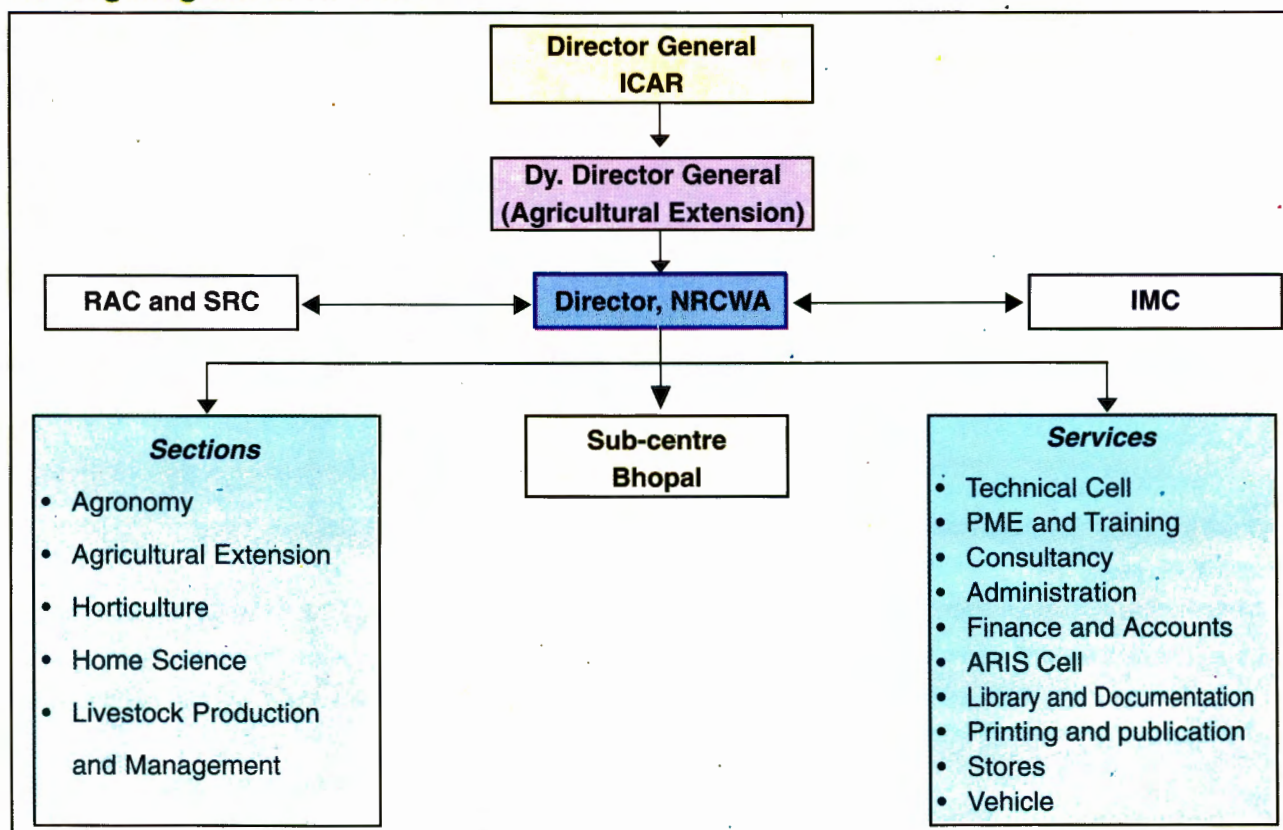 Director General
ICAR
Dy. Director General
(Agricultural Extension)
RAC and SRC
Director, NRCWA
IMC
Sections
• Agronomy
• Agricultural Extension
• Horticulture
• Home Science
• Livestock Production
and Management
Sub-centre
Bhopal
Services
• Technical Cell
• PME and Training
• Consultancy
• Administration
• Finance and Accounts
• ARIS Cell
• Library and Documentation
• Printing and publication
• Stores
• Vehicle